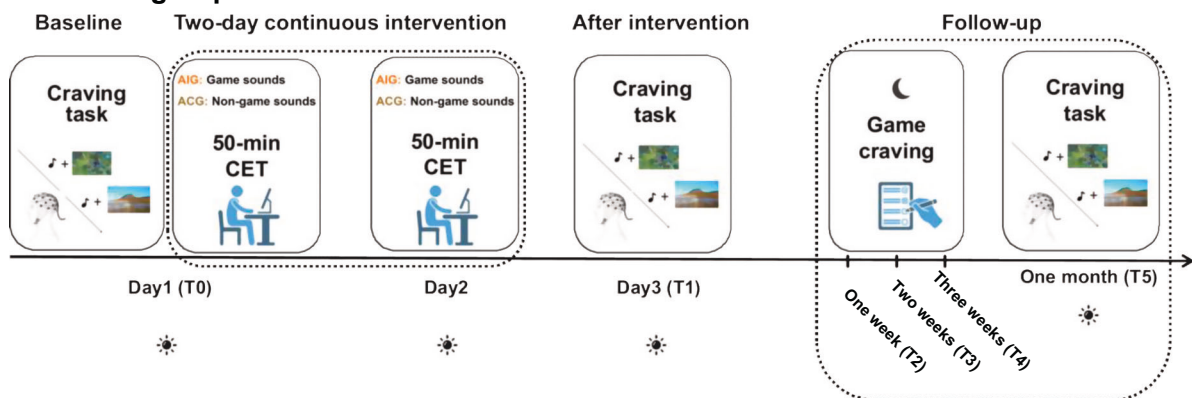 Baseline
Two-day continuous intervention
After intervention
Follow-up
Craving
task
+
+
AIG: Game sounds
ACG: Non-game sounds
50-min
CET
AIG: Game sounds
ACG: Non-game sounds
50-min
CET
Craving
task
+
+
Game
craving
Craving
task
+
+
Day1 (T0)
Day2
Day3 (T1)
One week (T2)
Two weeks (T3)
Three weeks (T4)
One month (T5)